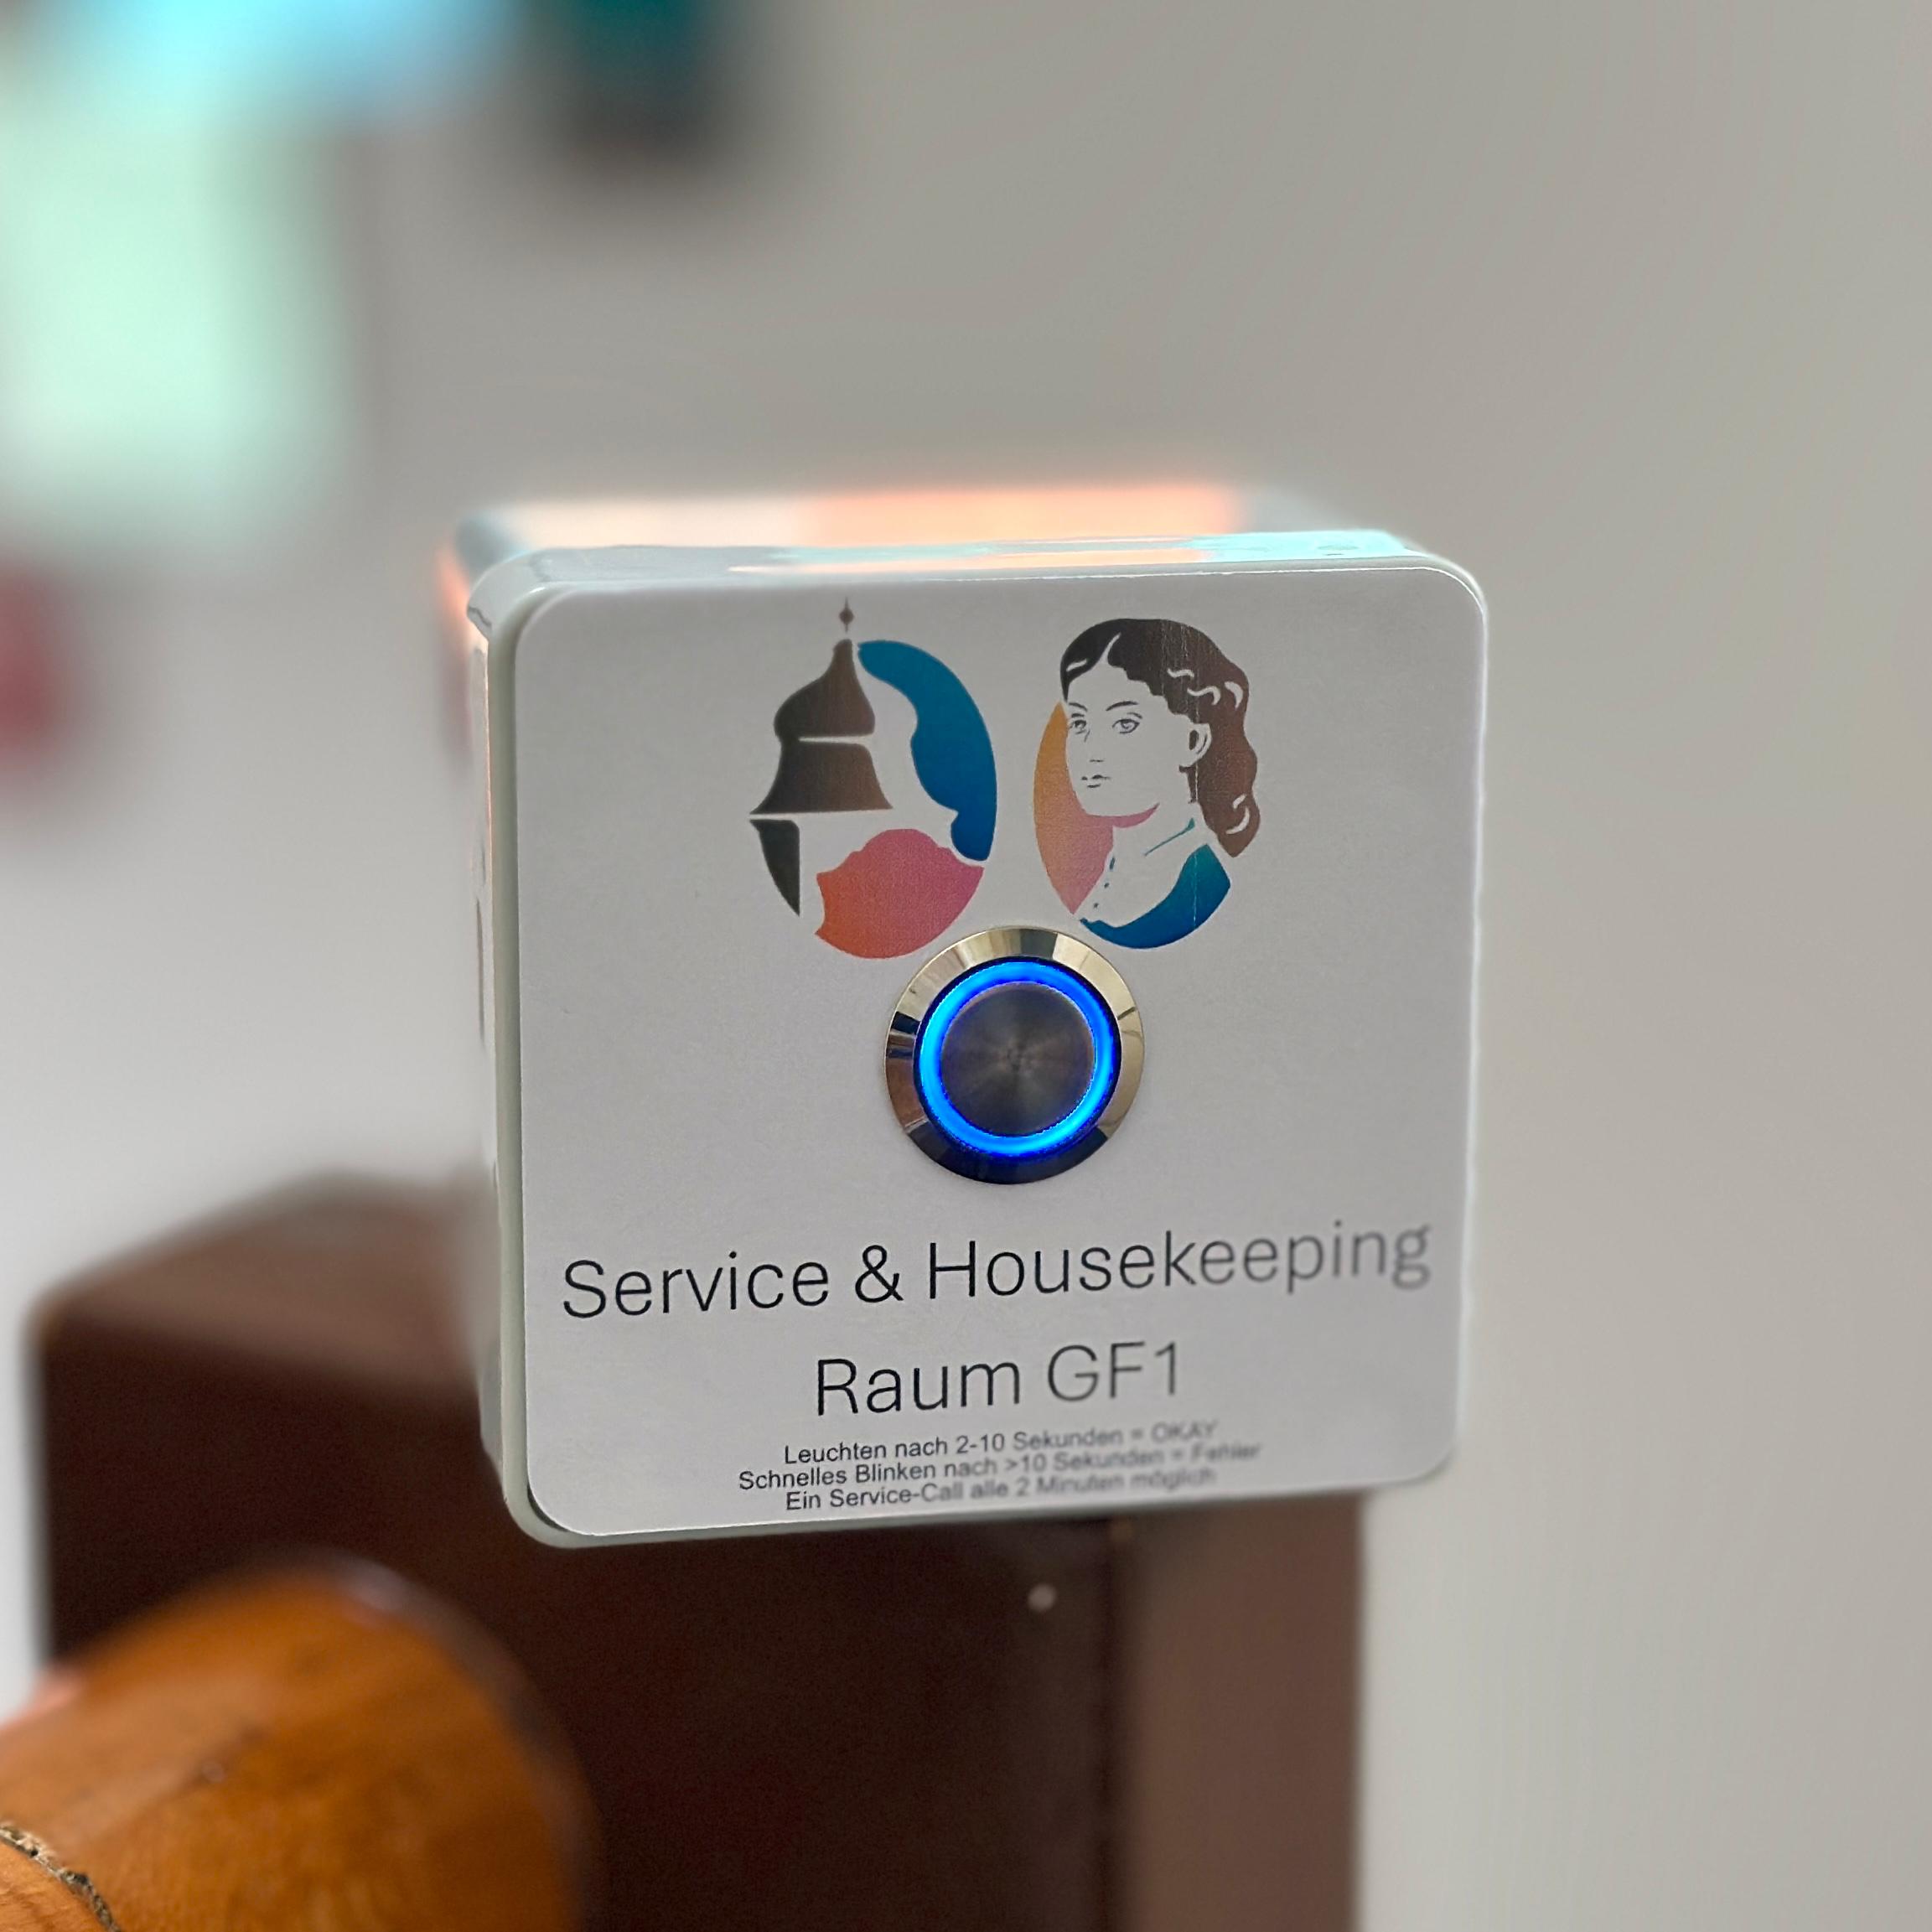 Service & Housekeeping
Raum GF1
Leuchten nach 2-10 Sekunden = OKAY
Schnelles Blinken nach >10 Sekunden = Fehler
Ein Service-Call alle 2 Minuten möglich